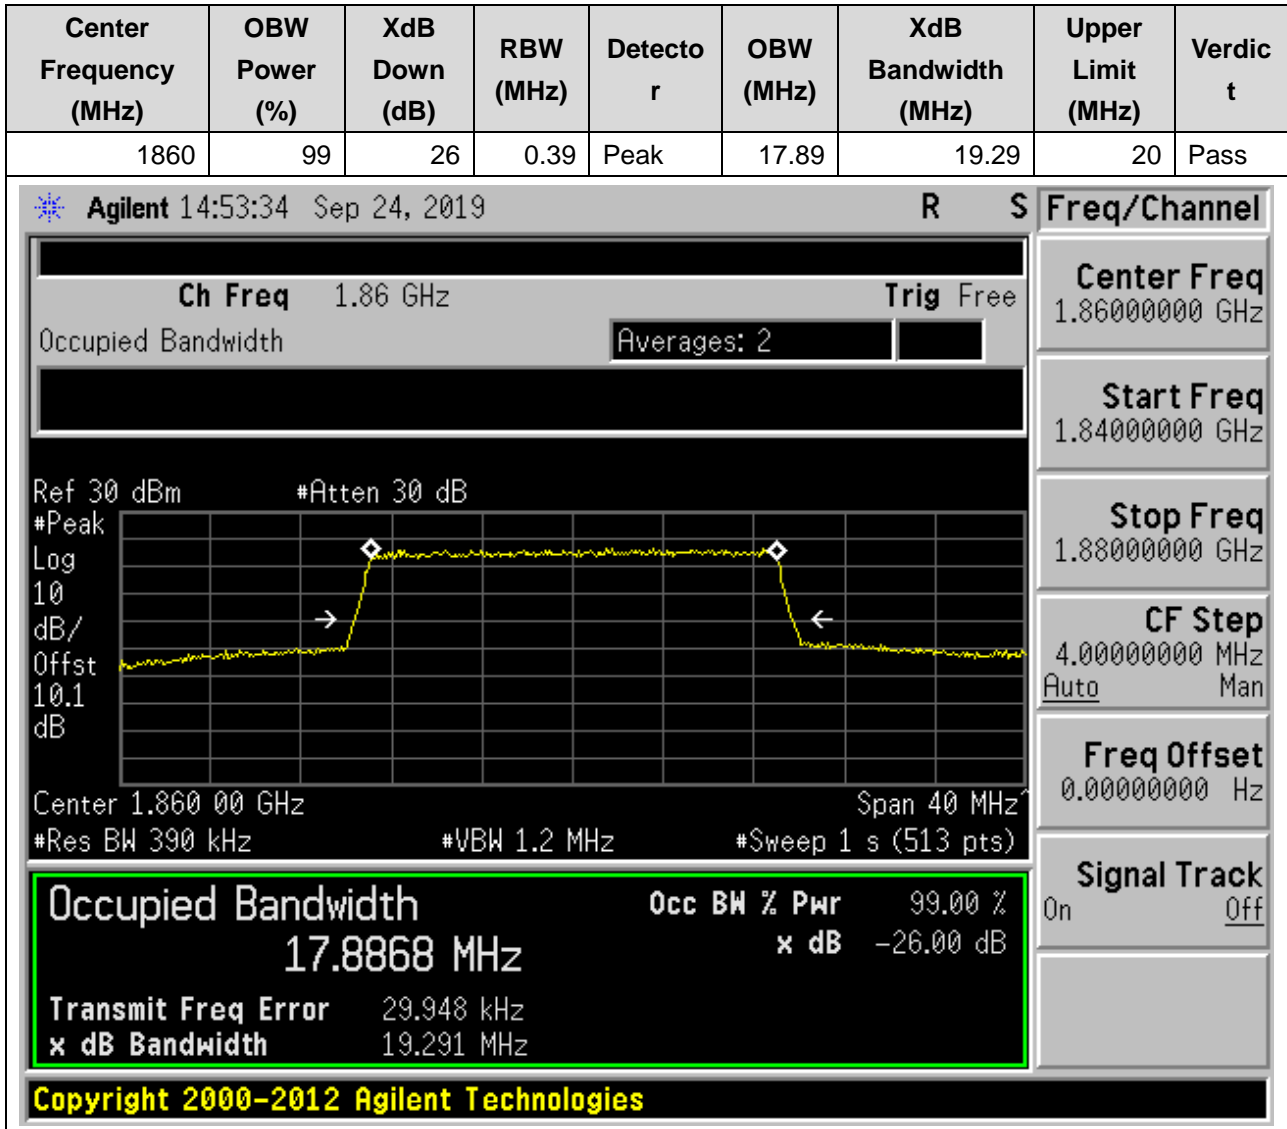 Center Frequency (MHz) OBW Power (%) XdB Down (dB) RBW (MHz) Detecto r OBW (MHz) XdB Bandwidth (MHz) Upper Limit (MHz) Verdic t
1860 99 26 0.39 Peak 17.89 19.29 20 Pass
Agilent 14:53:34 Sep 24, 2019 R S
Ch Freq 1.86 GHz Trig Free
Occupied Bandwidth Averages: 2
Ref 30 dBm #Atten 30 dB
#Peak
Log
10
dB/
Offst
10.1
dB
Center 1.860 00 GHz Span 40 MHz^
#Res BW 390 kHz #VBW 1.2 MHz #Sweep 1 s (513 pts)
Occupied Bandwidth Occ BW % Pwr 99.00 %
17.8868 MHz x dB -26.00 dB
Transmit Freq Error 29.948 kHz
x dB Bandwidth 19.291 MHz
Copyright 2000-2012 Agilent Technologies
Freq/Channel
Center Freq
1.86000000 GHz
Start Freq
1.84000000 GHz
Stop Freq
1.88000000 GHz
CF Step
4.00000000 MHz
Auto Man
Freq Offset
0.00000000 Hz
Signal Track
On Off